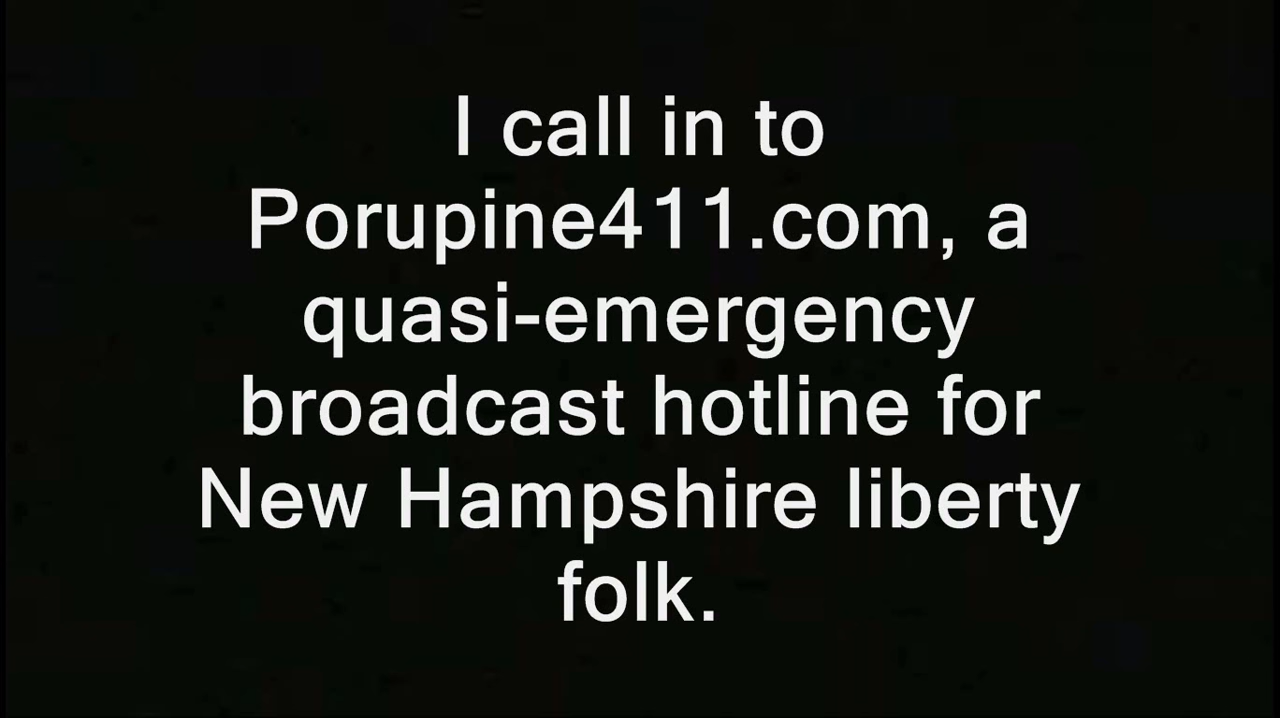 I call in to
Porupine411.com, a
quasi-emergency
broadcast hotline for
New Hampshire liberty
folk.